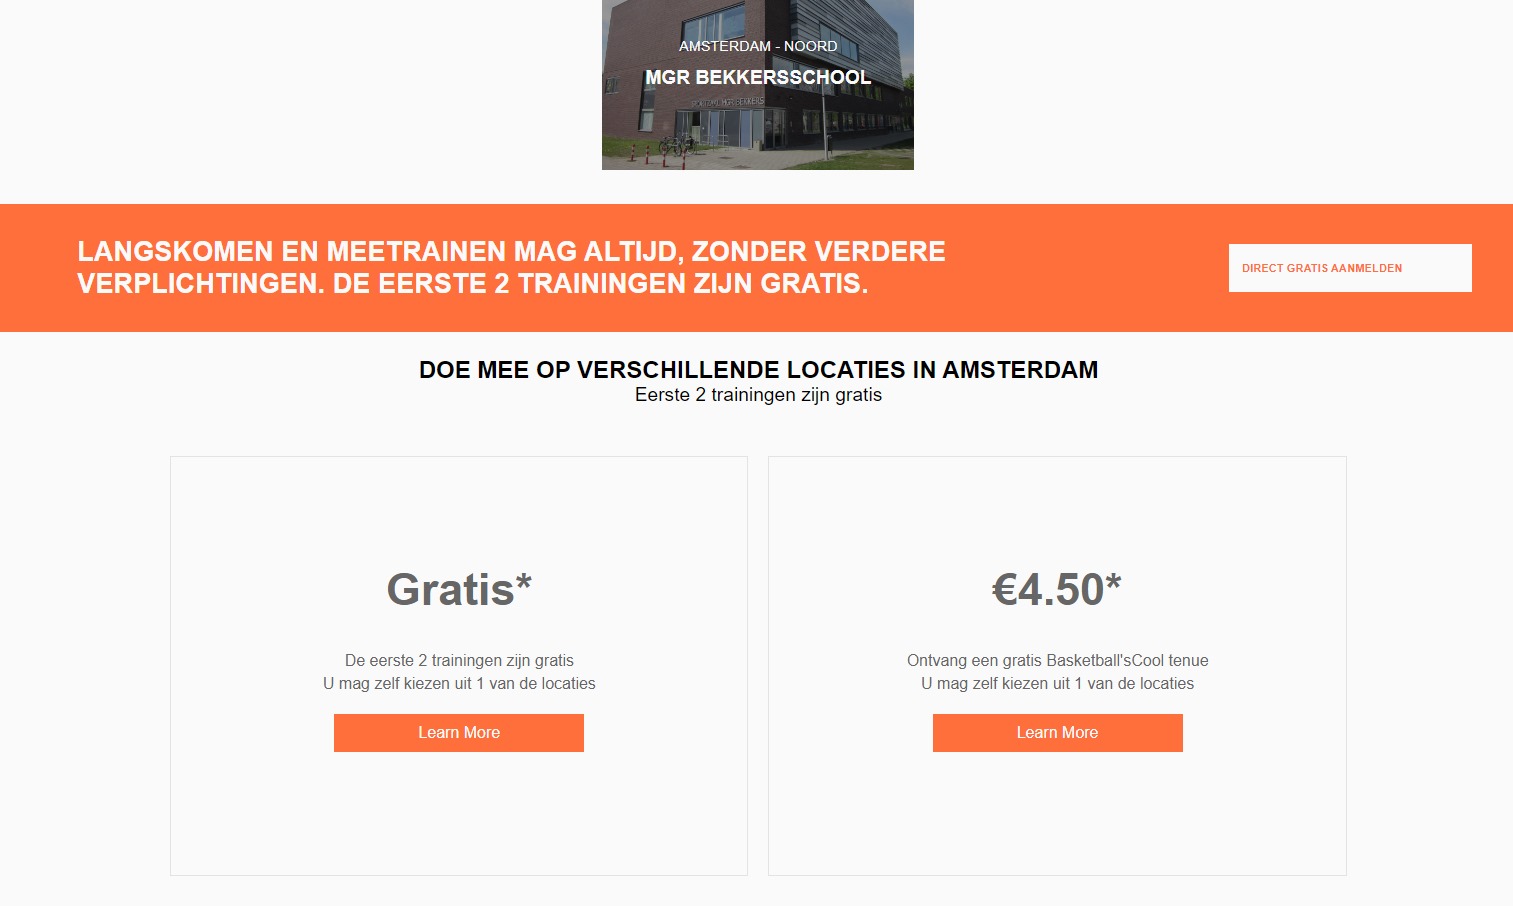 AMSTERDAM - NOORD
MGR BEKKERSSCHOOL
LANGSKOMEN EN MEETRAINEN MAG ALTIJD, ZONDER VERDERE
VERPLICHTINGEN. DE EERSTE 2 TRAININGEN ZIJN GRATIS.
DIRECT GRATIS AANMELDEN
DOE MEE OP VERSCHILLENDE LOCATIES IN AMSTERDAM
Eerste 2 trainingen zijn gratis
Gratis*
De eerste 2 trainingen zijn gratis
U mag zelf kiezen uit 1 van de locaties
Learn More
€4.50*
Ontvang een gratis Basketball'sCool tenue
U mag zelf kiezen uit 1 van de locaties
Learn More